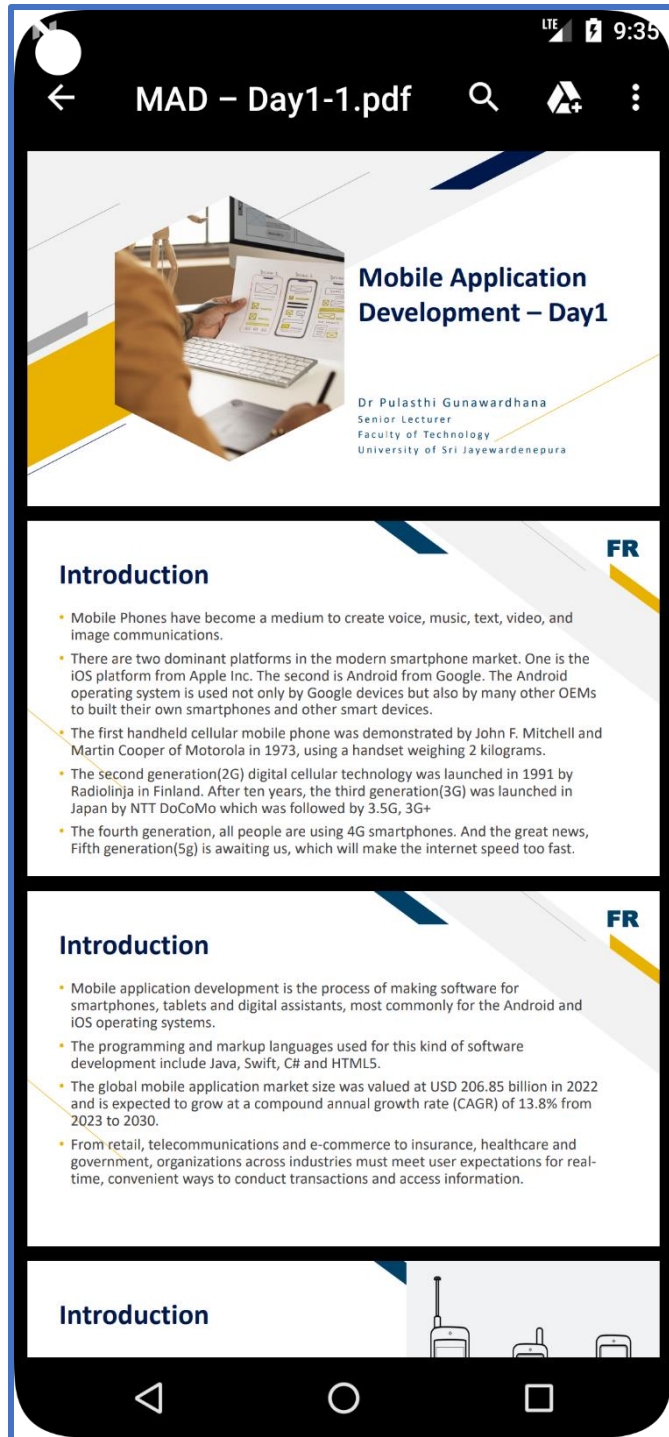 LTE 9:35
MAD – Day1-1.pdf
Mobile Application
Development – Day1
Dr Pulasthi Gunawardhana
Senior Lecturer
Faculty of Technology
University of Sri Jayewardenepura
FR
Introduction
• Mobile Phones have become a medium to create voice, music, text, video, and
image communications.
• There are two dominant platforms in the modern smartphone market. One is the
iOS platform from Apple Inc. The second is Android from Google. The Android
operating system is used not only by Google devices but also by many other OEMs
to built their own smartphones and other smart devices.
• The first handheld cellular mobile phone was demonstrated by John F. Mitchell and
Martin Cooper of Motorola in 1973, using a handset weighing 2 kilograms.
• The second generation(2G) digital cellular technology was launched in 1991 by
Radiolinja in Finland. After ten years, the third generation(3G) was launched in
Japan by NTT DoCoMo which was followed by 3.5G, 3G+
• The fourth generation, all people are using 4G smartphones. And the great news,
Fifth generation(5g) is awaiting us, which will make the internet speed too fast.
FR
Introduction
• Mobile application development is the process of making software for
smartphones, tablets and digital assistants, most commonly for the Android and
iOS operating systems.
• The programming and markup languages used for this kind of software
development include Java, Swift, C# and HTML5.
• The global mobile application market size was valued at USD 206.85 billion in 2022
and is expected to grow at a compound annual growth rate (CAGR) of 13.8% from
2023 to 2030.
• From retail, telecommunications and e-commerce to insurance, healthcare and
government, organizations across industries must meet user expectations for real-
time, convenient ways to conduct transactions and access information.
Introduction